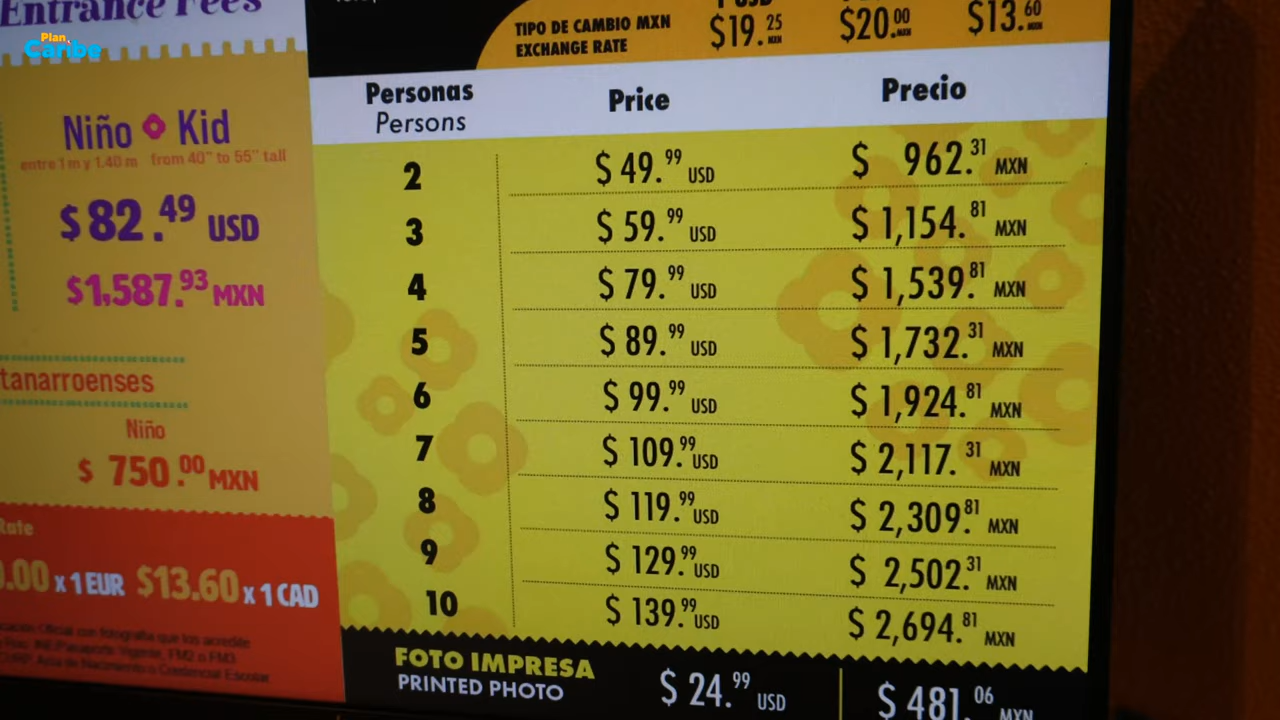 Entrance Fees
Plan
Caribe
Niño Kid
entre 1 m y 1.40 m from 40" to 55" tall
$82.49 USD
$1,587.93 MXN
tanarroenses
Niño
$ 750.00 MXN
Rate
.00 x 1 EUR $13.60 x 1 CAD
TIPO DE CAMBIO MXN
EXCHANGE RATE
$19.25 MXN $20.00 MXN $13.60 MXN
Personas Price Precio
Persons
2 $ 49.99 USD $ 962.31 MXN
3 $ 59.99 USD $ 1,154.81 MXN
4 $ 79.99 USD $ 1,539.81 MXN
5 $ 89.99 USD $ 1,732.31 MXN
6 $ 99.99 USD $ 1,924.81 MXN
7 $ 109.99 USD $ 2,117.31 MXN
8 $ 119.99 USD $ 2,309.81 MXN
9 $ 129.99 USD $ 2,502.31 MXN
10 $ 139.99 USD $ 2,694.81 MXN
FOTO IMPRESA
PRINTED PHOTO
$ 24.99 USD $ 481.06 MXN